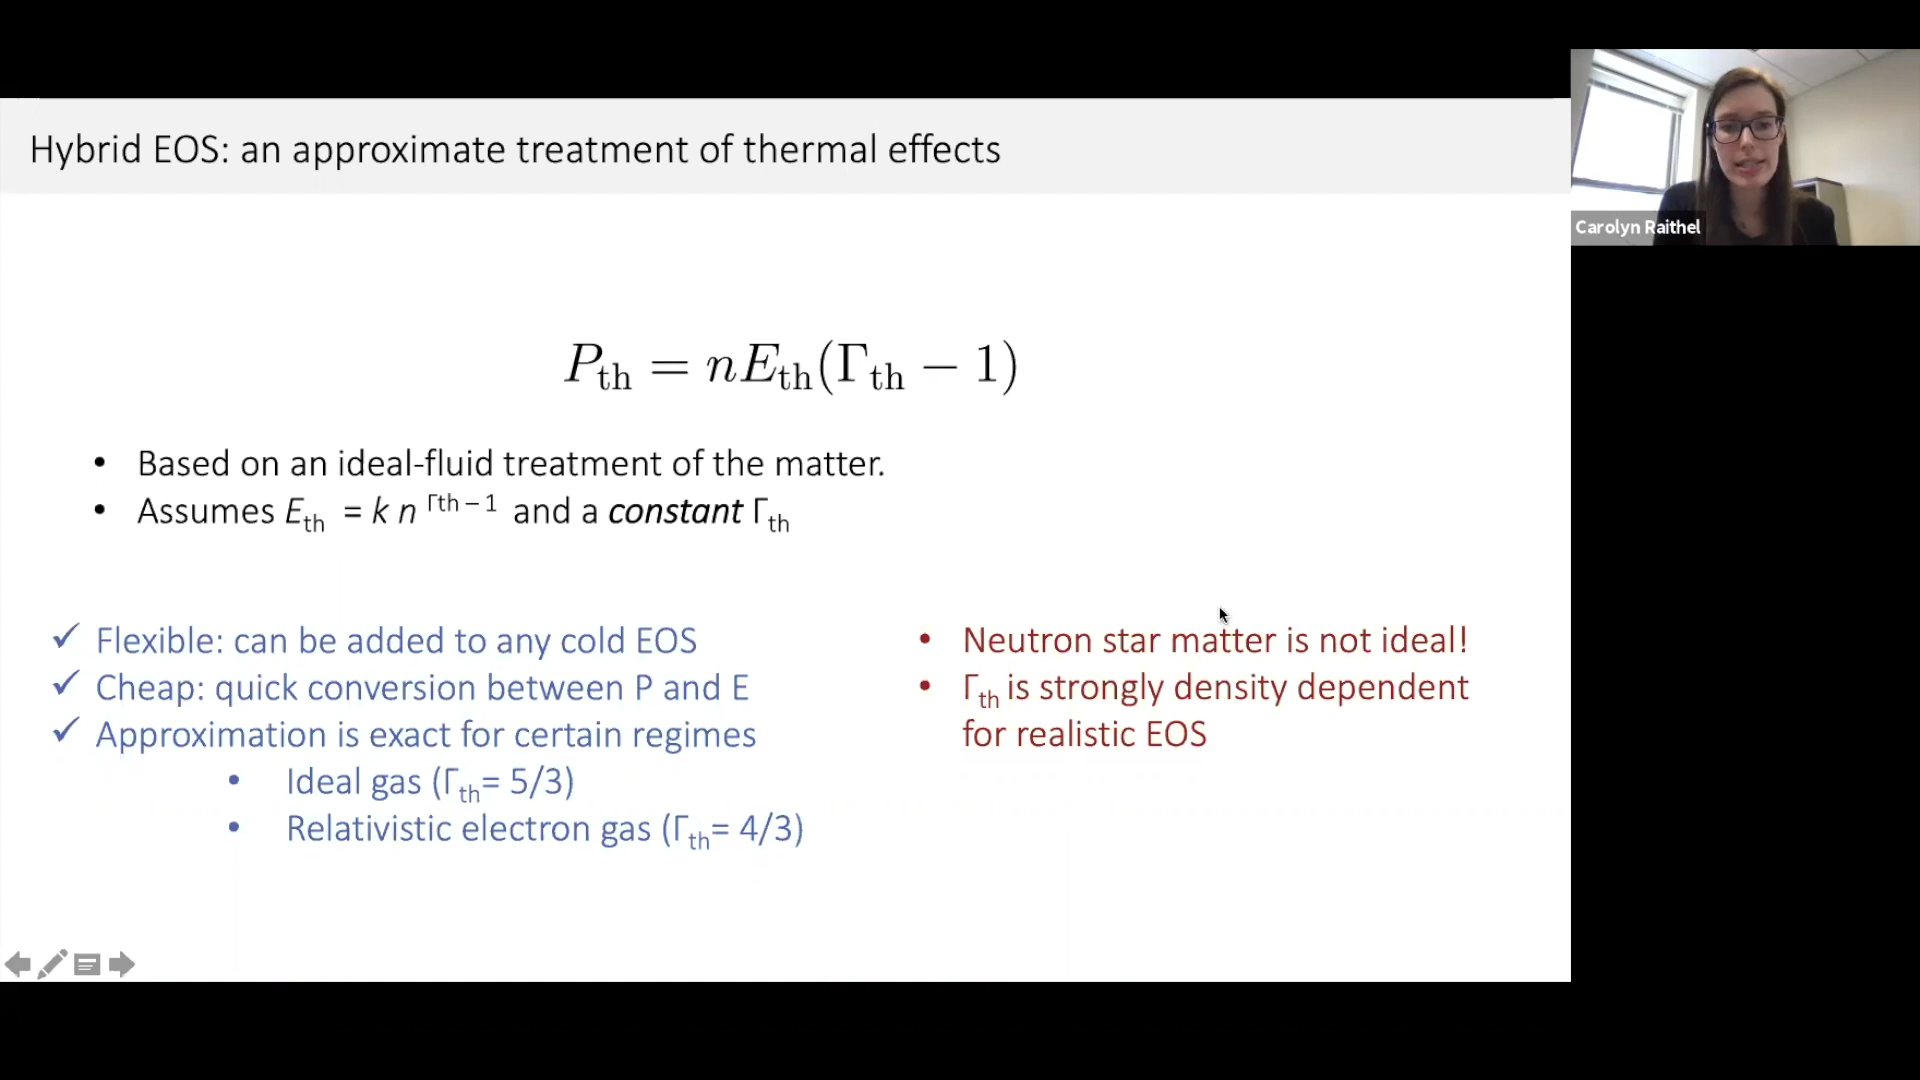 Hybrid EOS: an approximate treatment of thermal effects
Carolyn Raithel
P_th = nE_th(Γ_th − 1)
• Based on an ideal-fluid treatment of the matter.
• Assumes E_th = k n^(Γth – 1) and a constant Γ_th
✓ Flexible: can be added to any cold EOS
✓ Cheap: quick conversion between P and E
✓ Approximation is exact for certain regimes
• Ideal gas (Γ_th= 5/3)
• Relativistic electron gas (Γ_th= 4/3)
• Neutron star matter is not ideal!
• Γ_th is strongly density dependent
for realistic EOS